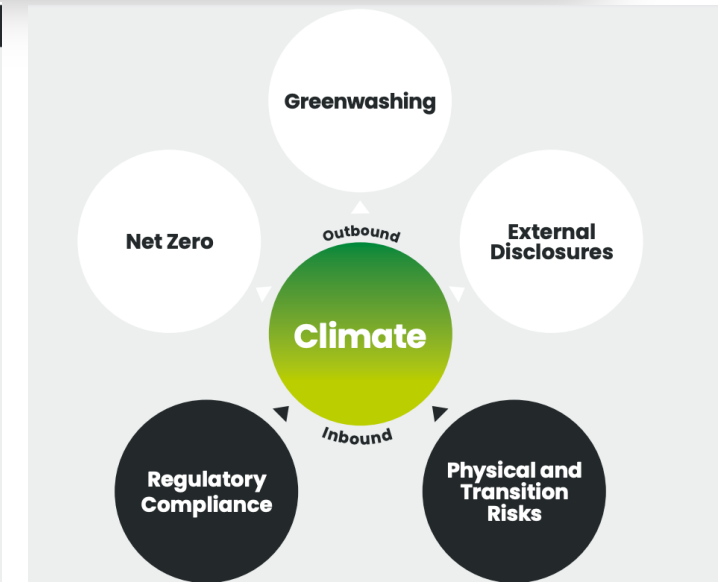 Greenwashing
Net Zero
External
Disclosures
Outbound
Climate
Inbound
Regulatory
Compliance
Physical and
Transition
Risks